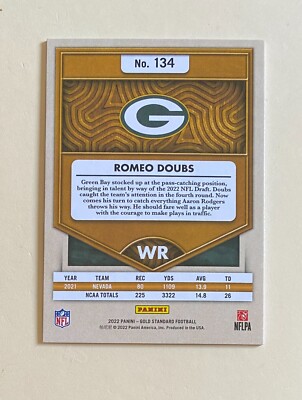 No. 134
G
ROMEO DOUBS
Green Bay stocked up at the pass-catching position,
bringing in talent by way of the 2022 NFL Draft. Doubs
caught the team's attention in the fourth round. Now
comes his turn to catch everything Aaron Rodgers
throws his way. He should fare well as a player
with the courage to make plays in traffic.
WR
YEAR TEAM REC YDS AVG TD
2021 NEVADA 80 1109 13.9 11
NCAA TOTALS 225 3322 14.8 26
NFL
PANINI
NFLPA
2022 PANINI - GOLD STANDARD FOOTBALL
© 2022 Panini America, Inc. Produced in the USA.